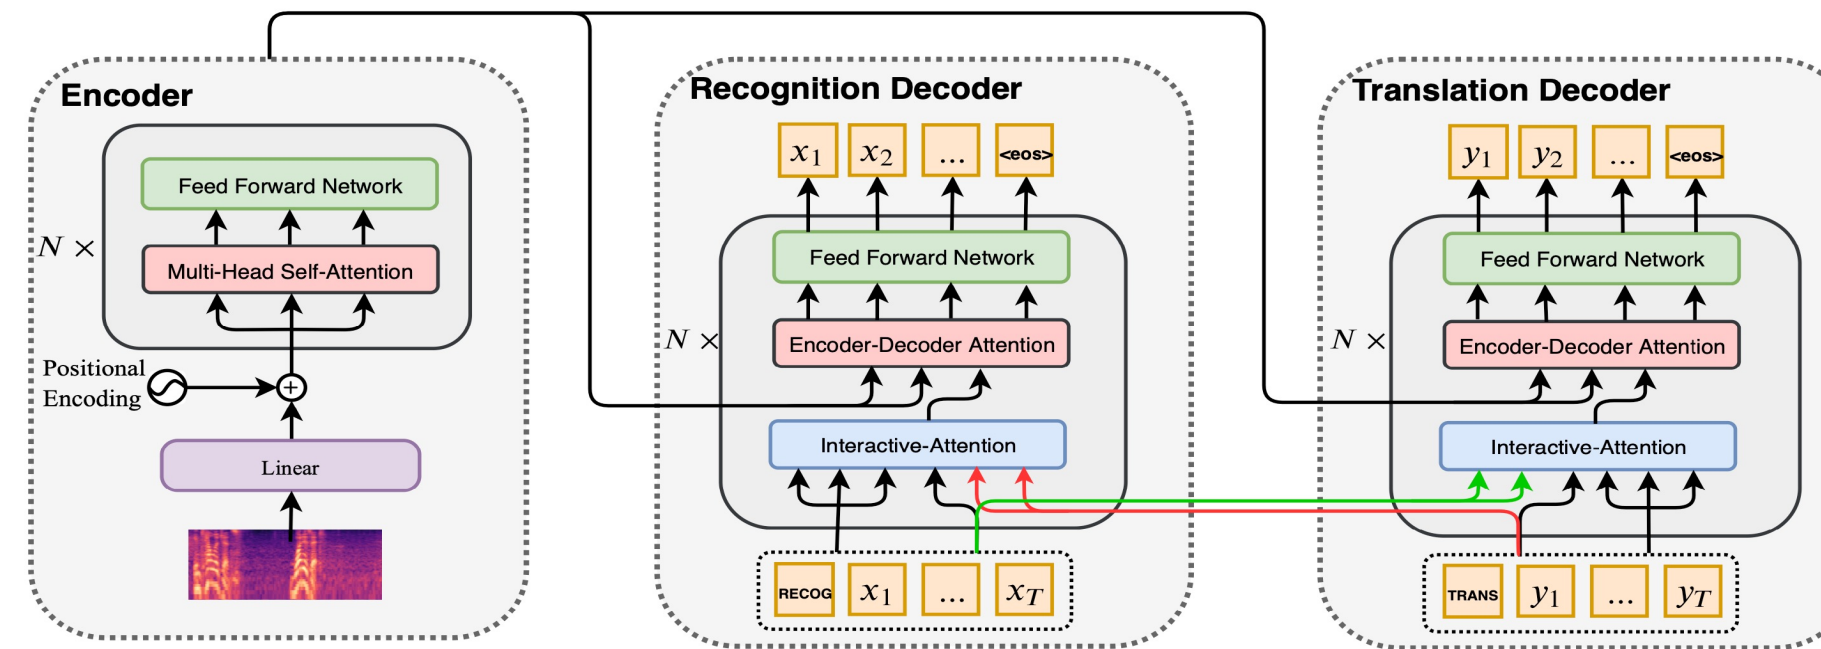 Encoder
Feed Forward Network
N ×
Multi-Head Self-Attention
Positional
Encoding
+
Linear
Recognition Decoder
x1 x2 ... <eos>
Feed Forward Network
N ×
Encoder-Decoder Attention
Interactive-Attention
RECOG x1 ... xT
Translation Decoder
y1 y2 ... <eos>
Feed Forward Network
N ×
Encoder-Decoder Attention
Interactive-Attention
TRANS y1 ... yT